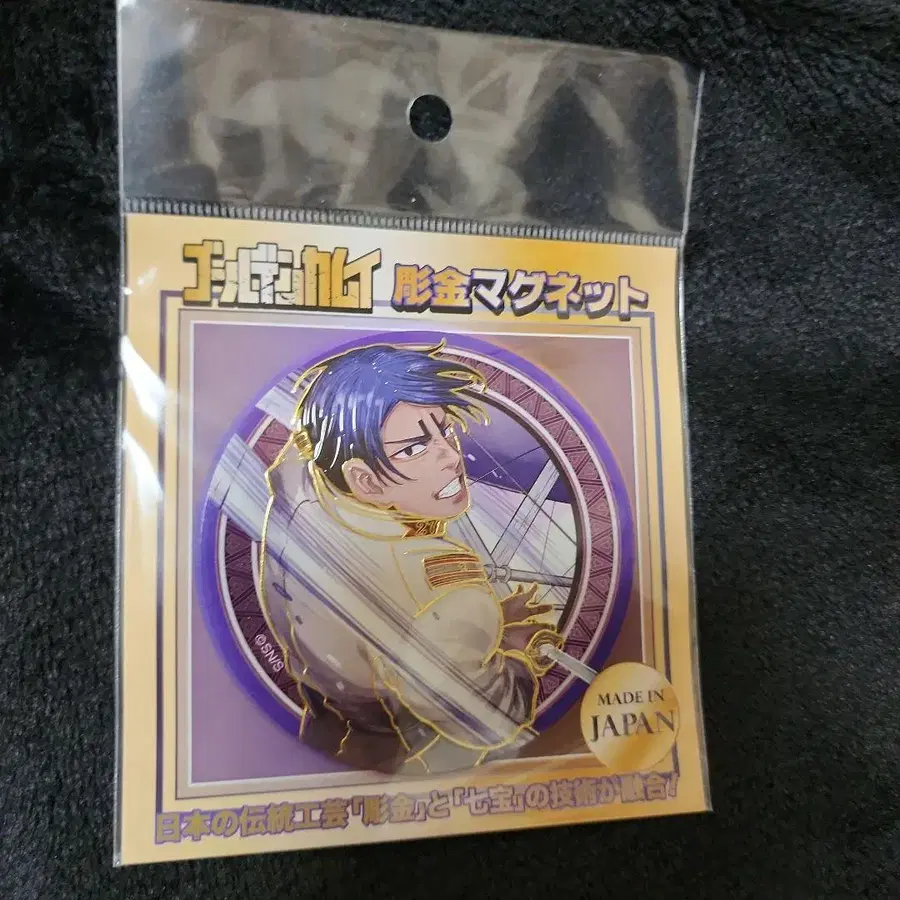 ゴールデンカムイ 彫金マグネット
©SN/S
MADE IN
JAPAN
日本の伝統工芸「彫金」と「七宝」の技術が融合!